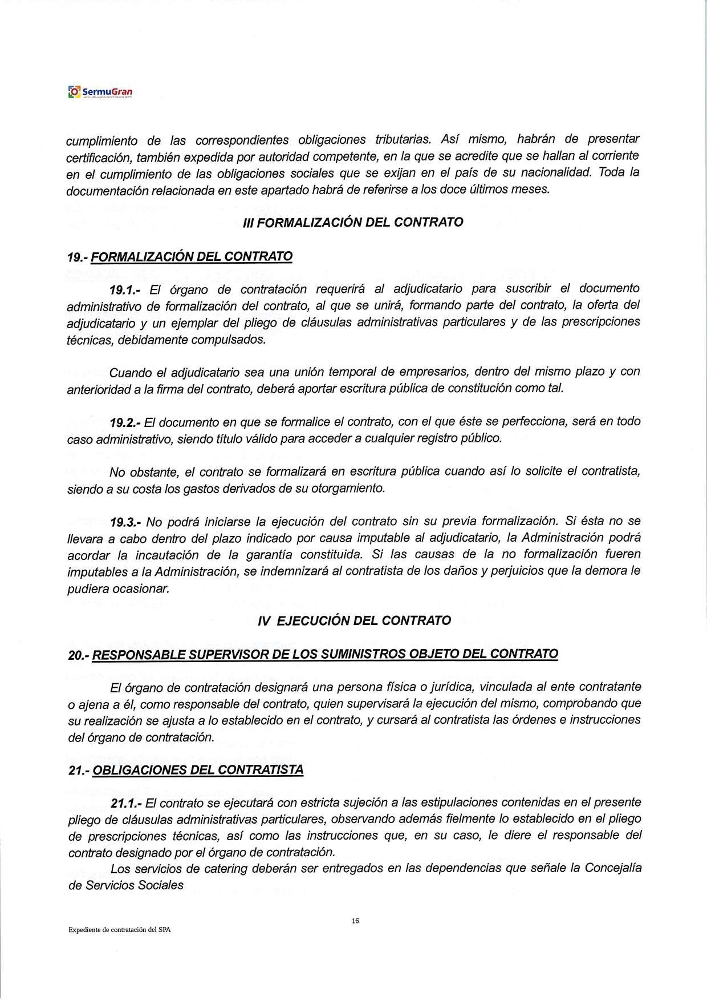 SermuGran
cumplimiento de las correspondientes obligaciones tributarias. Así mismo, habrán de presentar
certificación, también expedida por autoridad competente, en la que se acredite que se hallan al corriente
en el cumplimiento de las obligaciones sociales que se exijan en el país de su nacionalidad. Toda la
documentación relacionada en este apartado habrá de referirse a los doce últimos meses.
III FORMALIZACIÓN DEL CONTRATO
19.- FORMALIZACIÓN DEL CONTRATO
19.1.- El órgano de contratación requerirá al adjudicatario para suscribir el documento
administrativo de formalización del contrato, al que se unirá, formando parte del contrato, la oferta del
adjudicatario y un ejemplar del pliego de cláusulas administrativas particulares y de las prescripciones
técnicas, debidamente compulsados.
Cuando el adjudicatario sea una unión temporal de empresarios, dentro del mismo plazo y con
anterioridad a la firma del contrato, deberá aportar escritura pública de constitución como tal.
19.2.- El documento en que se formalice el contrato, con el que éste se perfecciona, será en todo
caso administrativo, siendo título válido para acceder a cualquier registro público.
No obstante, el contrato se formalizará en escritura pública cuando así lo solicite el contratista,
siendo a su costa los gastos derivados de su otorgamiento.
19.3.- No podrá iniciarse la ejecución del contrato sin su previa formalización. Si ésta no se
llevara a cabo dentro del plazo indicado por causa imputable al adjudicatario, la Administración podrá
acordar la incautación de la garantía constituida. Si las causas de la no formalización fueren
imputables a la Administración, se indemnizará al contratista de los daños y perjuicios que la demora le
pudiera ocasionar.
IV EJECUCIÓN DEL CONTRATO
20.- RESPONSABLE SUPERVISOR DE LOS SUMINISTROS OBJETO DEL CONTRATO
El órgano de contratación designará una persona física o jurídica, vinculada al ente contratante
o ajena a él, como responsable del contrato, quien supervisará la ejecución del mismo, comprobando que
su realización se ajusta a lo establecido en el contrato, y cursará al contratista las órdenes e instrucciones
del órgano de contratación.
21.- OBLIGACIONES DEL CONTRATISTA
21.1.- El contrato se ejecutará con estricta sujeción a las estipulaciones contenidas en el presente
pliego de cláusulas administrativas particulares, observando además fielmente lo establecido en el pliego
de prescripciones técnicas, así como las instrucciones que, en su caso, le diere el responsable del
contrato designado por el órgano de contratación.
Los servicios de catering deberán ser entregados en las dependencias que señale la Concejalía
de Servicios Sociales
16
Expediente de contratación del SPA